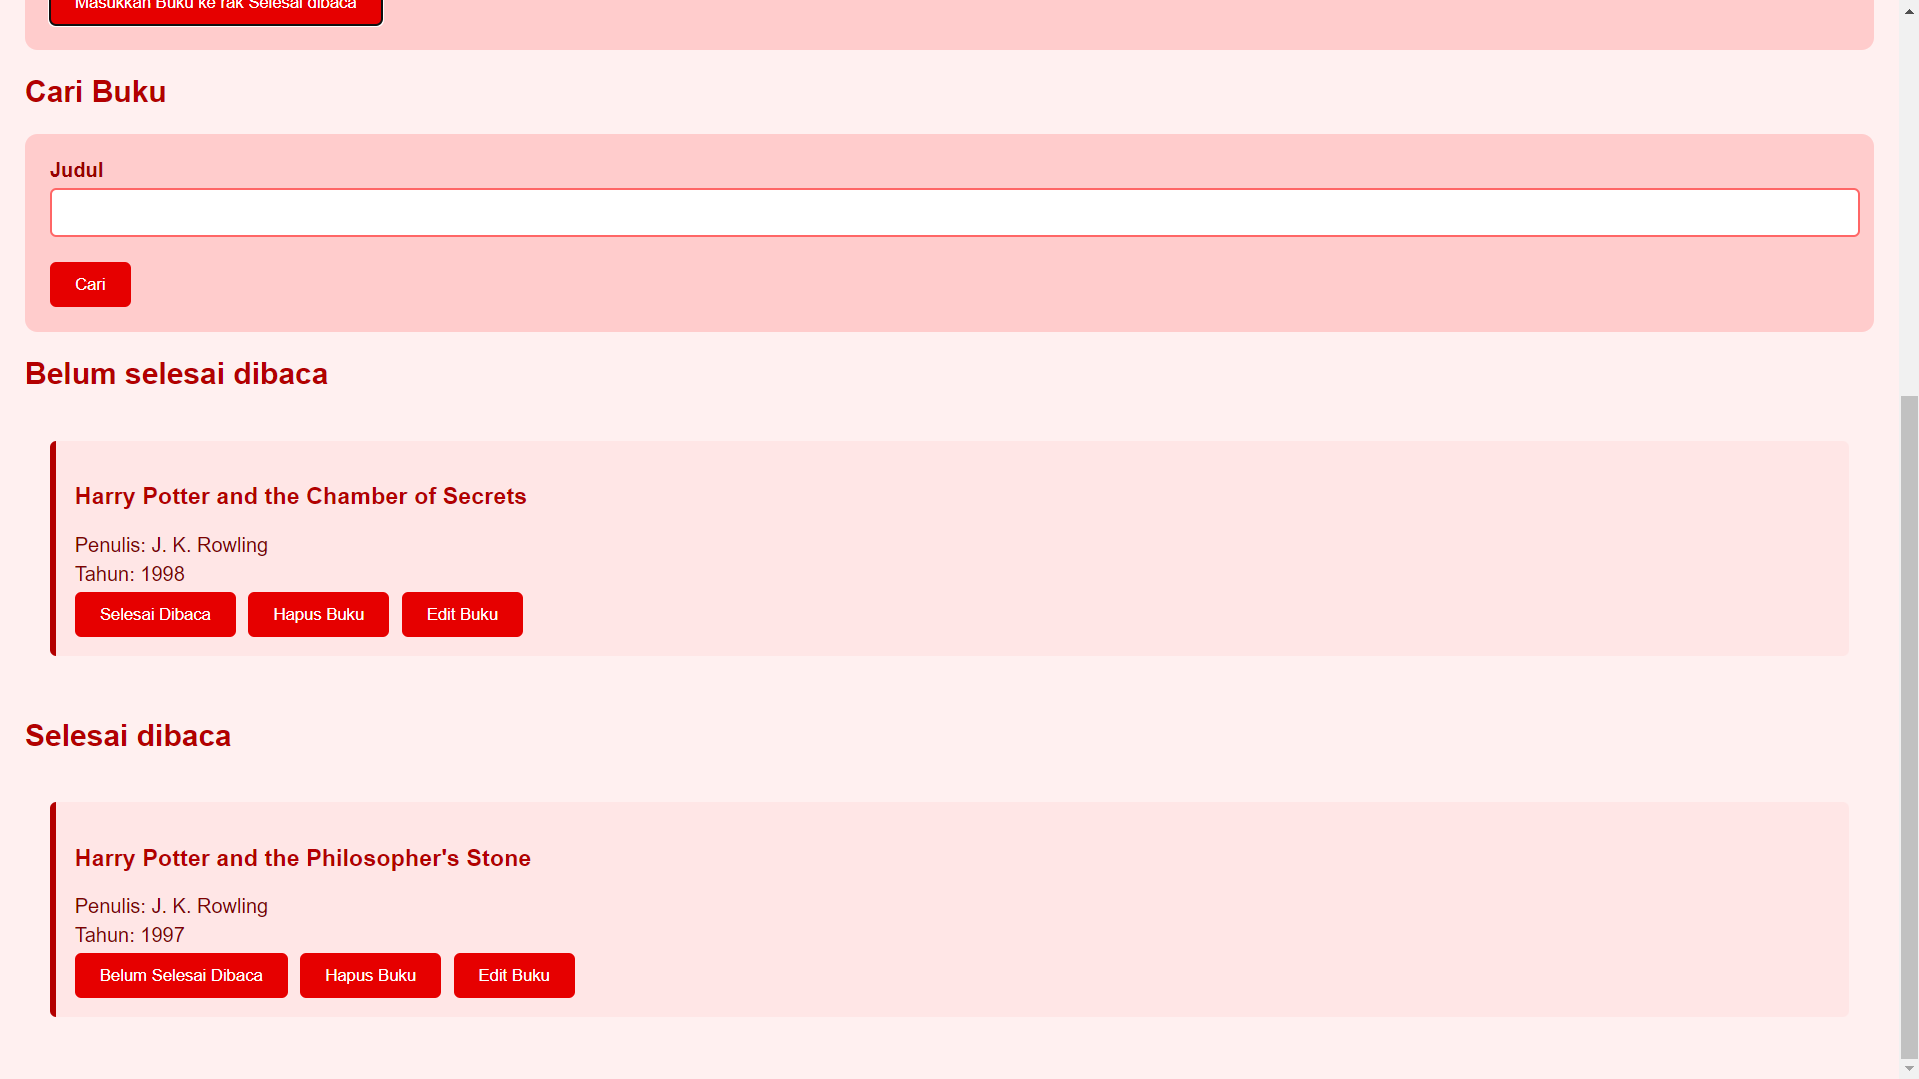 Masukkan Buku ke rak Selesai dibaca
Cari Buku
Judul
Cari
Belum selesai dibaca
Harry Potter and the Chamber of Secrets
Penulis: J. K. Rowling
Tahun: 1998
Selesai Dibaca Hapus Buku Edit Buku
Selesai dibaca
Harry Potter and the Philosopher's Stone
Penulis: J. K. Rowling
Tahun: 1997
Belum Selesai Dibaca Hapus Buku Edit Buku